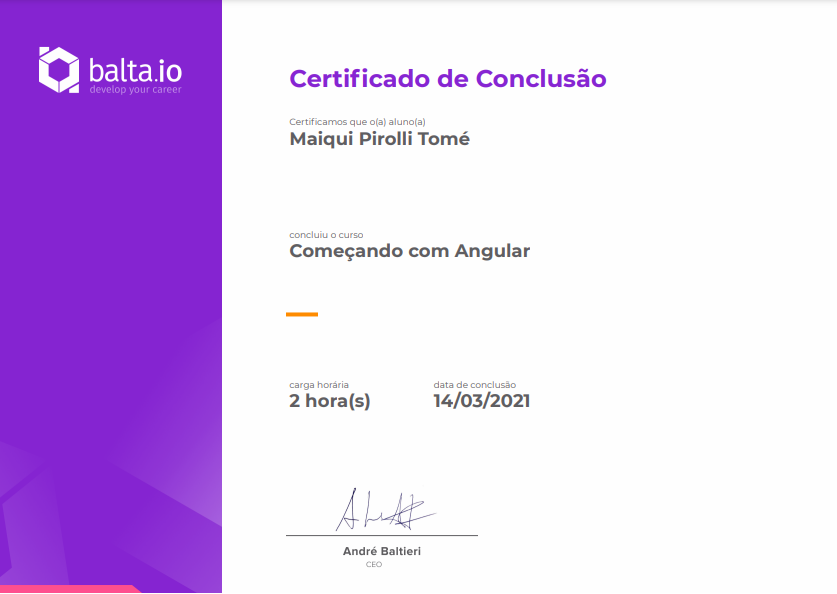 balta.io
develop your career
Certificado de Conclusão
Certificamos que o(a) aluno(a)
Maiqui Pirolli Tomé
concluiu o curso
Começando com Angular
carga horária
2 hora(s)
data de conclusão
14/03/2021
André Baltieri
CEO